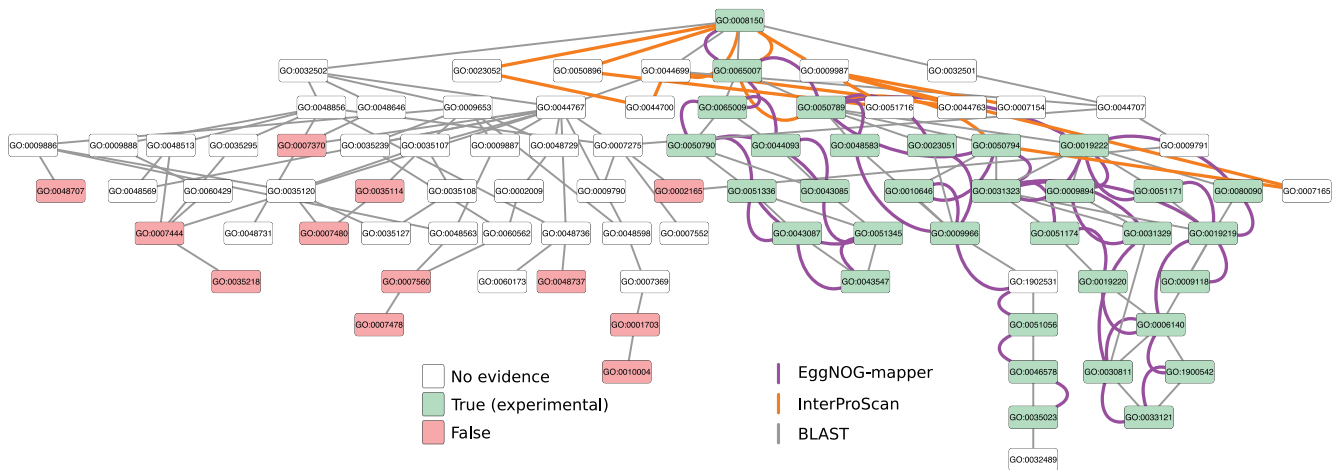 GO:0008150
GO:0032502 GO:0023052 GO:0050896 GO:0044699 GO:0065007 GO:0009987 GO:0032501
GO:0048856 GO:0048646 GO:0009653 GO:0044767 GO:0044700 GO:0065009 GO:0050789 GO:0051716 GO:0044763 GO:0007154 GO:0044707
GO:0009886 GO:0009888 GO:0048513 GO:0035295 GO:0007370 GO:0035239 GO:0035107 GO:0009887 GO:0048729 GO:0007275 GO:0050790 GO:0044093 GO:0048583 GO:0023051 GO:0050794 GO:0019222 GO:0009791
GO:0048707 GO:0048569 GO:0060429 GO:0035120 GO:0035114 GO:0035108 GO:0002009 GO:0009790 GO:0002165 GO:0051336 GO:0043085 GO:0010646 GO:0031323 GO:0009894 GO:0051171 GO:0080090 GO:0007165
GO:0007444 GO:0048731 GO:0007480 GO:0035127 GO:0048563 GO:0060562 GO:0048736 GO:0048598 GO:0007552 GO:0043087 GO:0051345 GO:0009966 GO:0051174 GO:0031329 GO:0019219
GO:0035218 GO:0007560 GO:0060173 GO:0048737 GO:0007369 GO:0043547 GO:1902531 GO:0019220 GO:0009118
GO:0007478 GO:0001703 GO:0051056 GO:0006140
GO:0010004 GO:0046578 GO:0030811 GO:1900542
GO:0035023 GO:0033121
GO:0032489
No evidence
True (experimental)
False
EggNOG-mapper
InterProScan
BLAST